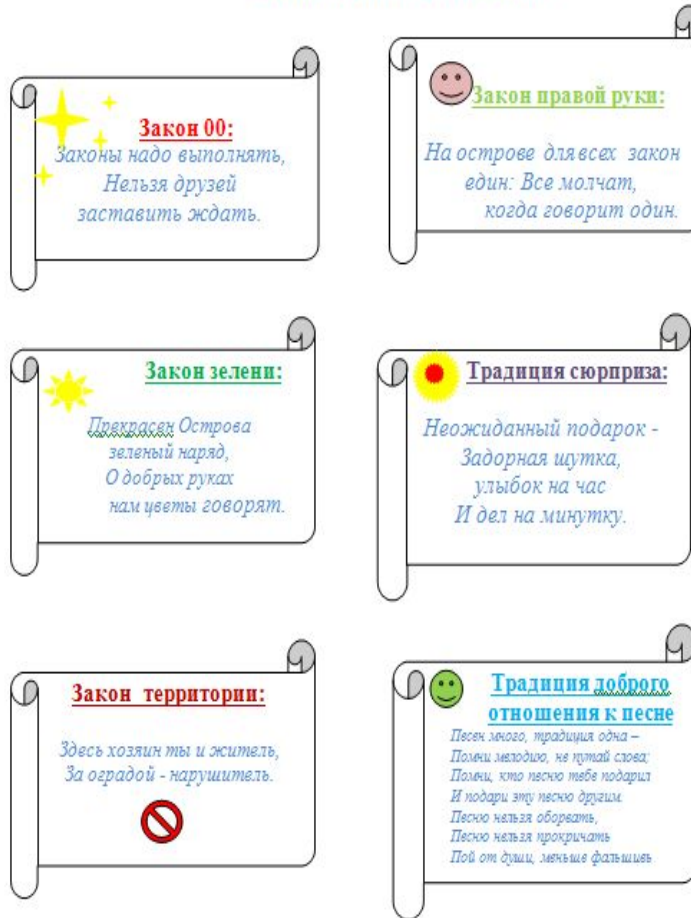 Закон 00:
Законы надо выполнять,
Нельзя друзей
заставить ждать.
Закон правой руки:
На острове для всех закон
един: Все молчат,
когда говорит один.
Закон зелени:
Прекрасен Острова
зеленый наряд,
О добрых руках
нам цветы говорят.
Традиция сюрприза:
Неожиданный подарок -
Задорная шутка,
улыбок на час
И дел на минутку.
Закон территории:
Здесь хозяин ты и житель,
За оградой - нарушитель.
Традиция доброго
отношения к песне
Песен много, традиция одна –
Помни мелодию, не путай слова;
Помни, кто песню тебе подарил
И подари эту песню другим.
Песню нельзя оборвать,
Песню нельзя прокричать
Пой от души, меньше фальшивь